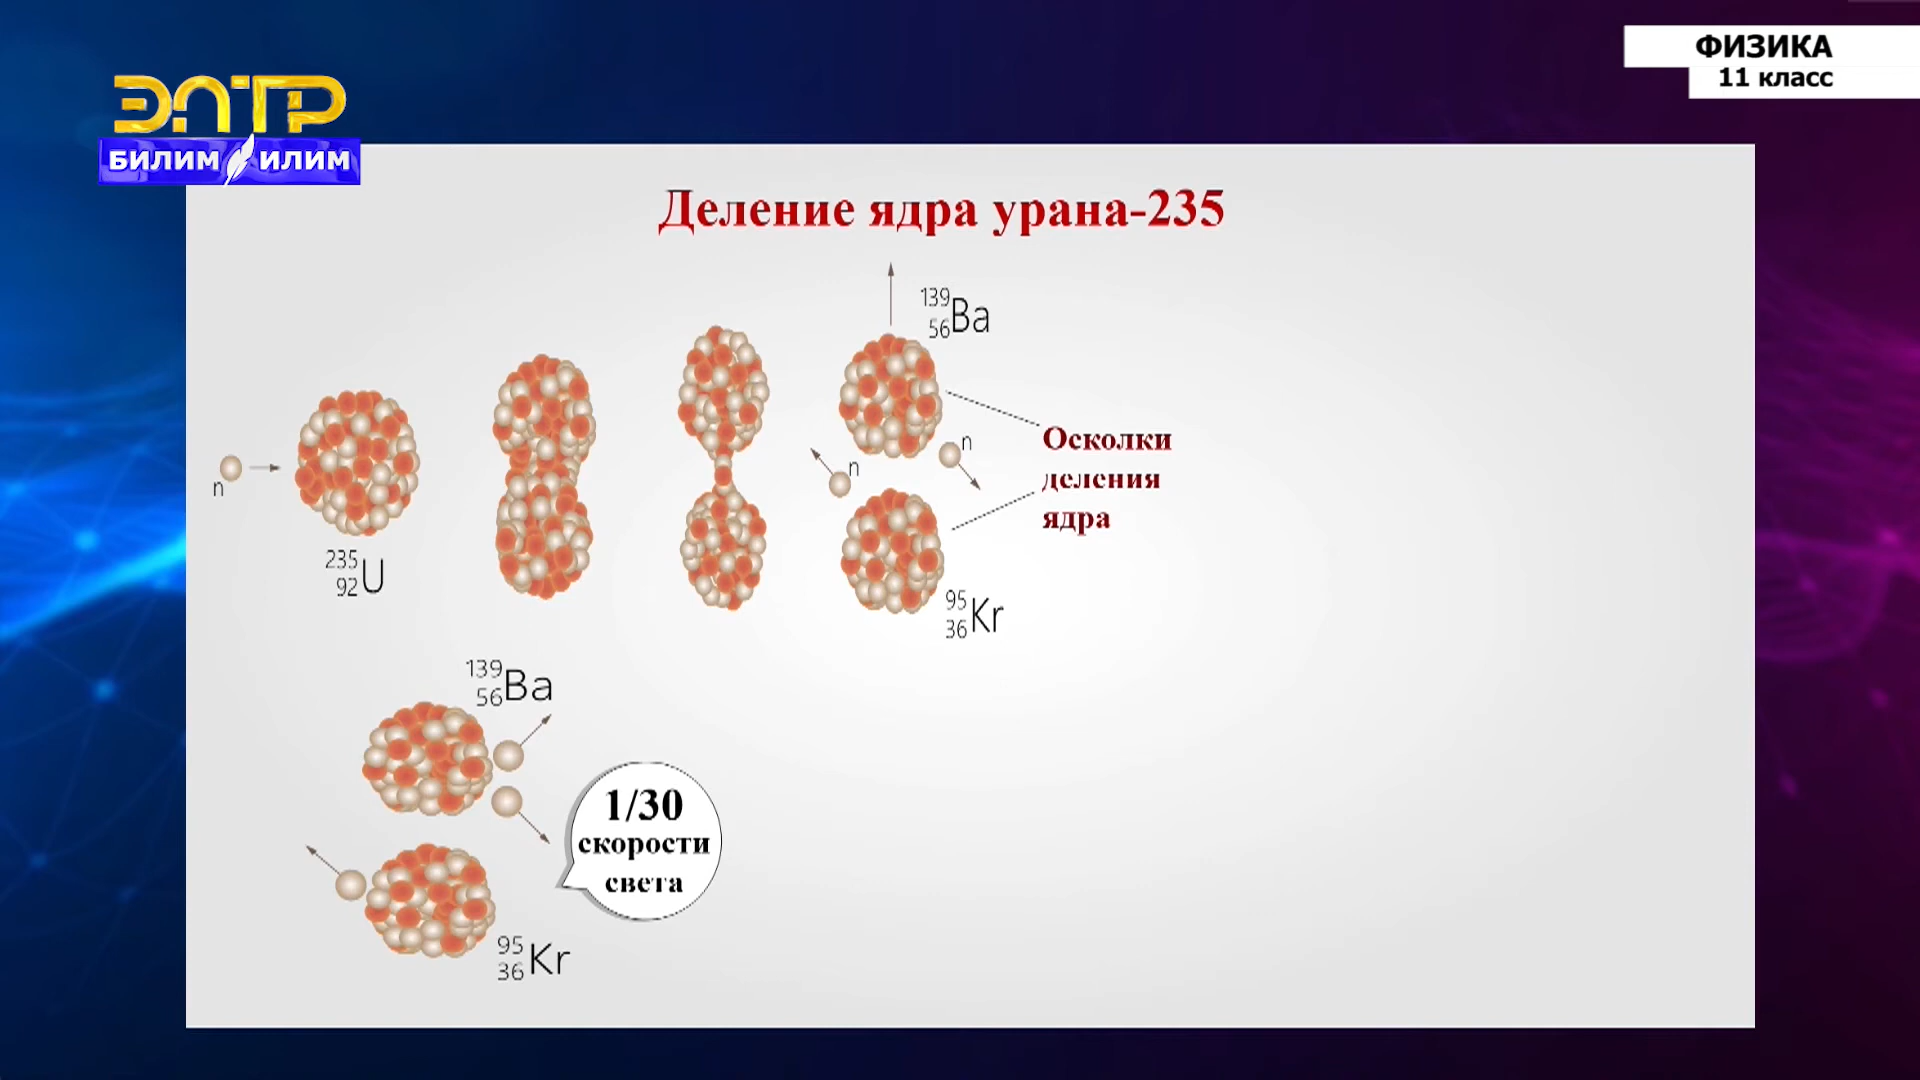 ФИЗИКА
11 класс
ЭЛТР
БИЛИМ ИЛИМ
Деление ядра урана-235
139
56Ba
n
n
Осколки
деления
ядра
n
235
92U
95
36Kr
139
56Ba
1/30
скорости
света
95
36Kr